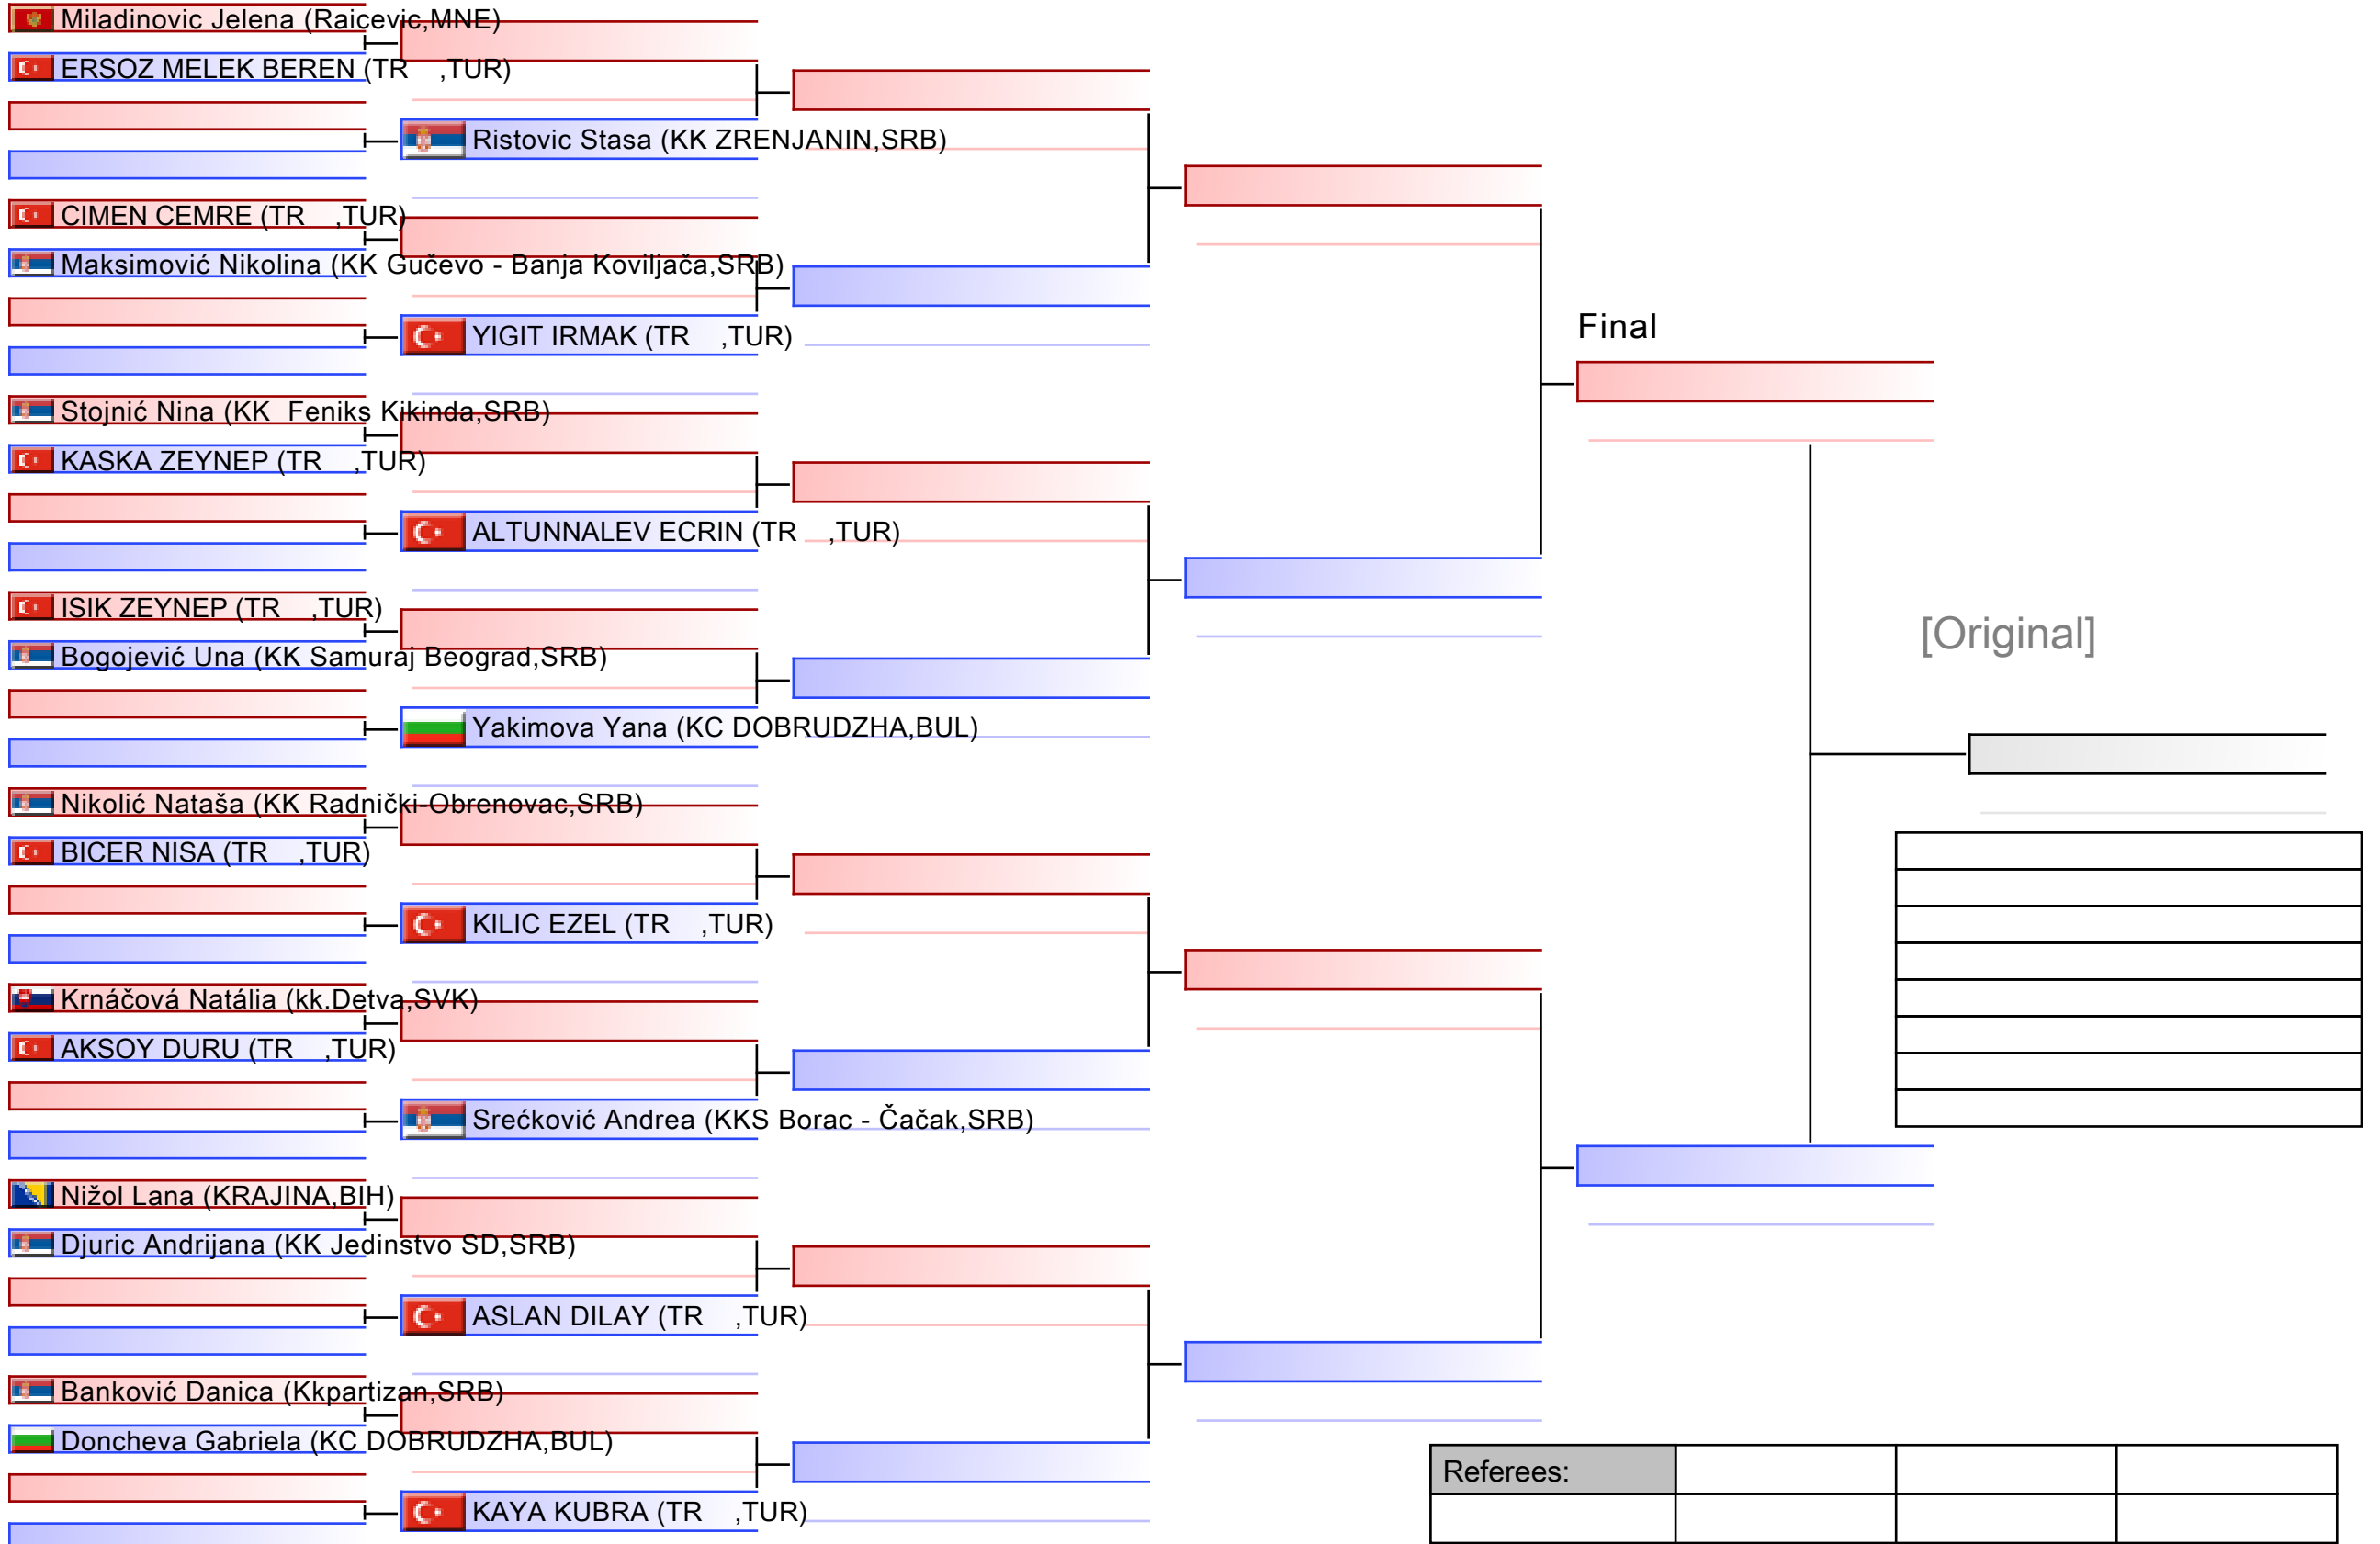 Miladinovic Jelena (Raicevic,MNE)
ERSOZ MELEK BEREN (TR ,TUR)
Ristovic Stasa (KK ZRENJANIN,SRB)
CIMEN CEMRE (TR ,TUR)
Maksimović Nikolina (KK Gučevo - Banja Koviljača,SRB)
YIGIT IRMAK (TR ,TUR)
Final
Stojnić Nina (KK Feniks Kikinda,SRB)
KASKA ZEYNEP (TR ,TUR)
ALTUNNALEV ECRIN (TR ,TUR)
ISIK ZEYNEP (TR ,TUR)
[Original]
Bogojević Una (KK Samuraj Beograd,SRB)
Yakimova Yana (KC DOBRUDZHA,BUL)
Nikolić Nataša (KK Radnički-Obrenovac,SRB)
BICER NISA (TR ,TUR)
KILIC EZEL (TR ,TUR)
Krnáčová Natália (kk.Detva,SVK)
AKSOY DURU (TR ,TUR)
Srećković Andrea (KKS Borac - Čačak,SRB)
Nižol Lana (KRAJINA,BIH)
Djuric Andrijana (KK Jedinstvo SD,SRB)
ASLAN DILAY (TR ,TUR)
Banković Danica (Kkpartizan,SRB)
Doncheva Gabriela (KC DOBRUDZHA,BUL)
Referees:
KAYA KUBRA (TR ,TUR)